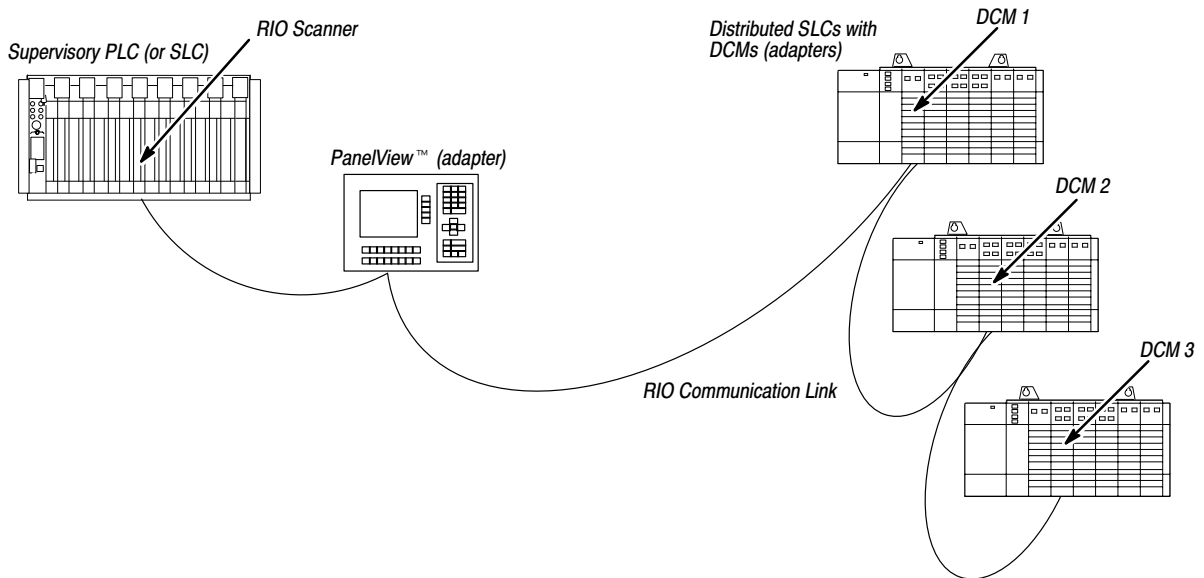 Supervisory PLC (or SLC)
RIO Scanner
PanelView™ (adapter)
Distributed SLCs with
DCMs (adapters)
DCM 1
DCM 2
DCM 3
RIO Communication Link